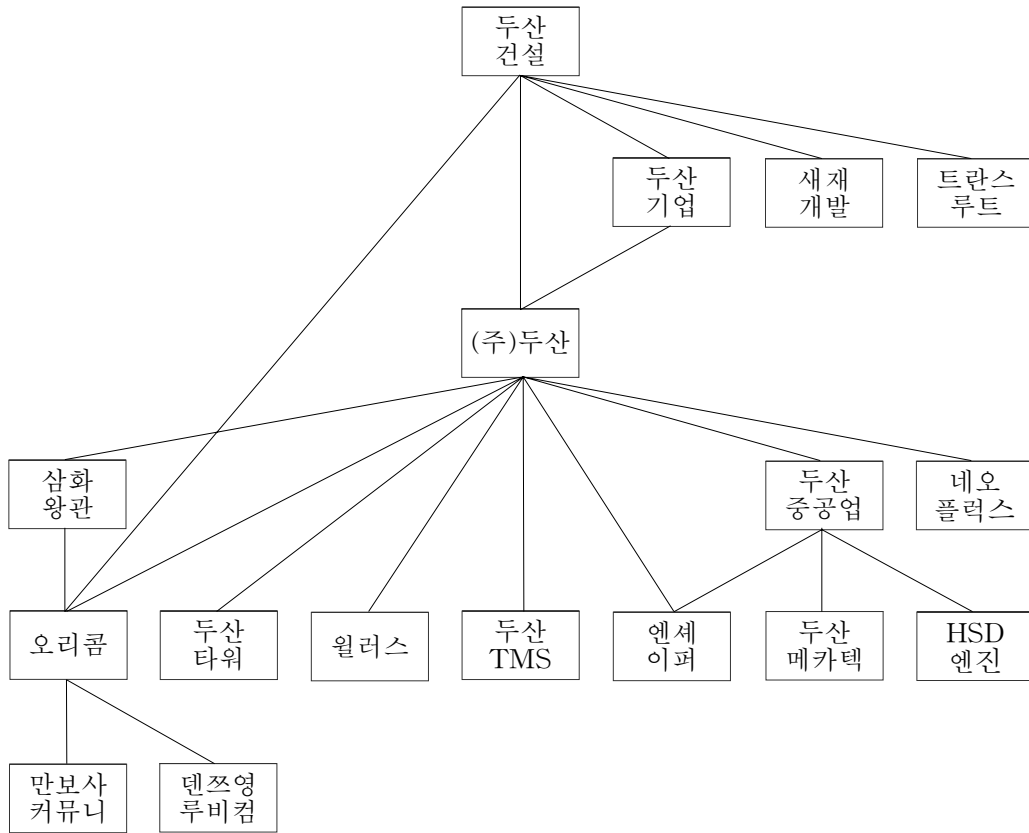 두산
건설
두산
기업
새재
개발
트란스
루트
(주)두산
삼화
왕관
두산
중공업
네오
플럭스
오리콤
두산
타워
윌러스
두산
TMS
엔셰
이퍼
두산
메카텍
HSD
엔진
만보사
커뮤니
덴쯔영
루비컴